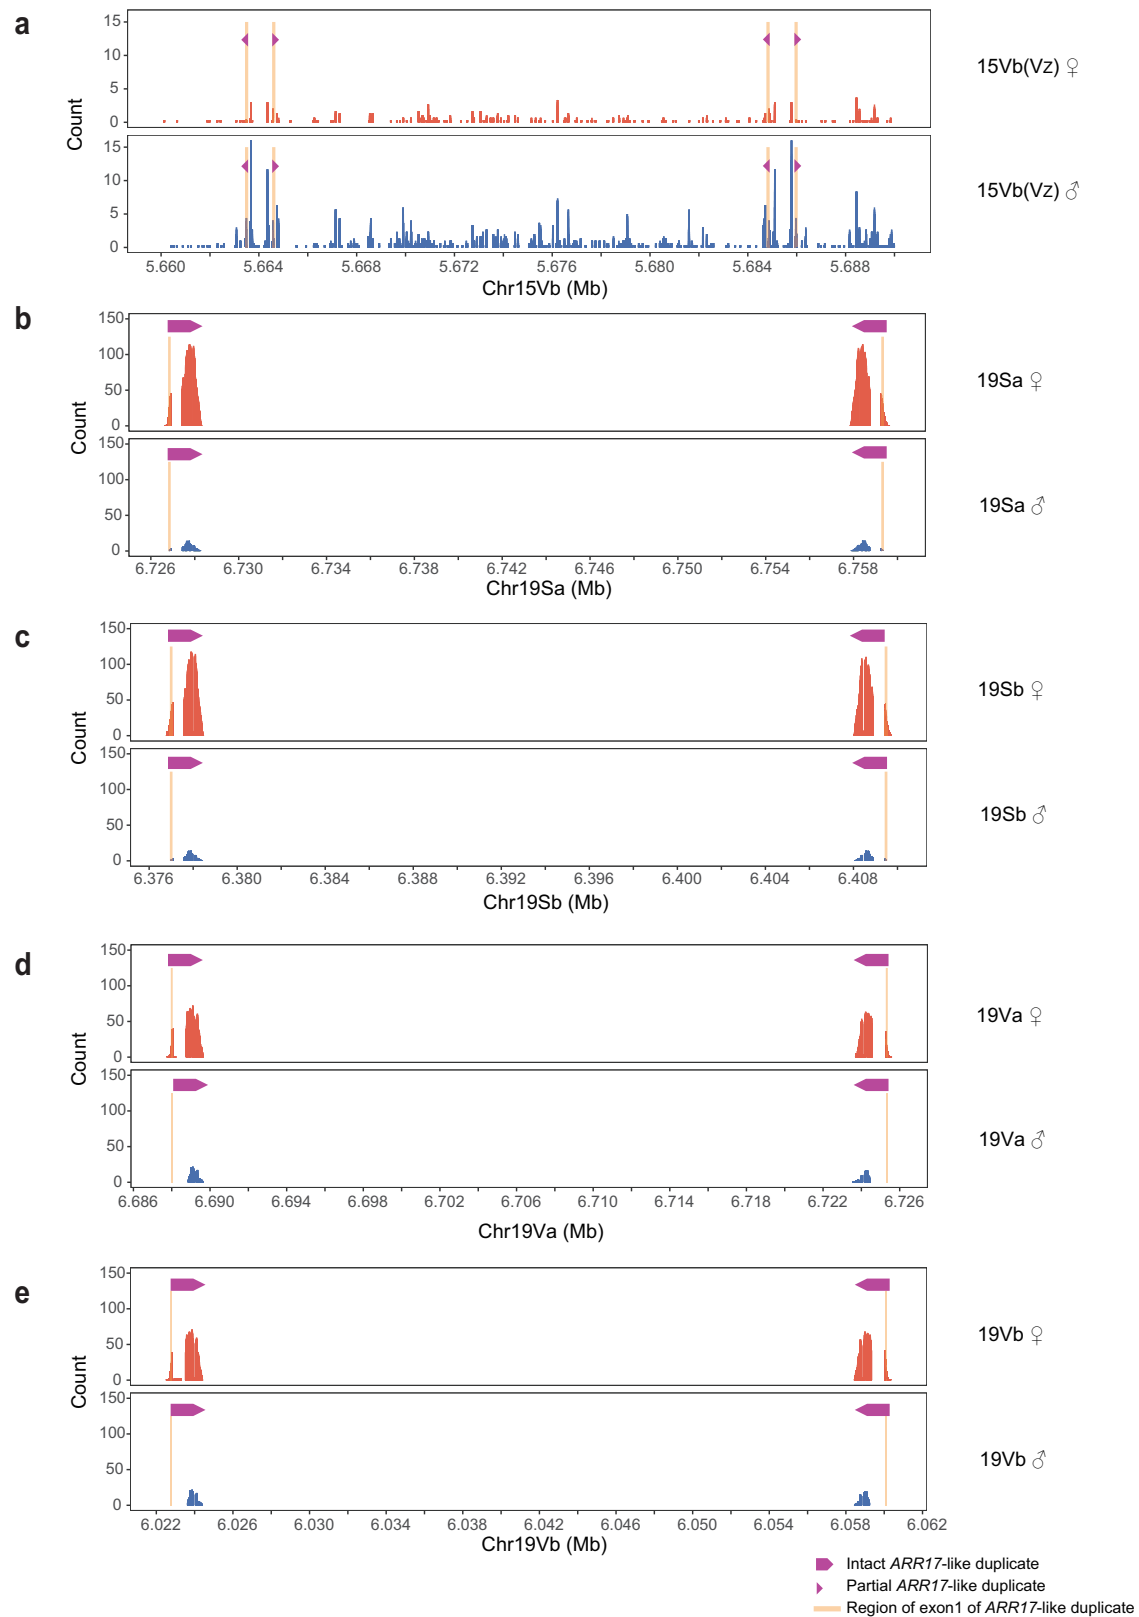 a
15
10
5
0
Count
15Vb(Vz) ♀
15
10
5
0
15Vb(Vz) ♂
5.660 5.664 5.668 5.672 5.676 5.680 5.684 5.688
Chr15Vb (Mb)
b
150
100
50
0
Count
19Sa ♀
150
100
50
0
19Sa ♂
6.726 6.730 6.734 6.738 6.742 6.746 6.750 6.754 6.758
Chr19Sa (Mb)
c
150
100
50
0
Count
19Sb ♀
150
100
50
0
19Sb ♂
6.376 6.380 6.384 6.388 6.392 6.396 6.400 6.404 6.408
Chr19Sb (Mb)
d
150
100
50
0
Count
19Va ♀
150
100
50
0
19Va ♂
6.686 6.690 6.694 6.698 6.702 6.706 6.710 6.714 6.718 6.722 6.726
Chr19Va (Mb)
e
150
100
50
0
Count
19Vb ♀
150
100
50
0
19Vb ♂
6.022 6.026 6.030 6.034 6.038 6.042 6.046 6.050 6.054 6.058 6.062
Chr19Vb (Mb)
Intact ARR17-like duplicate
Partial ARR17-like duplicate
Region of exon1 of ARR17-like duplicate